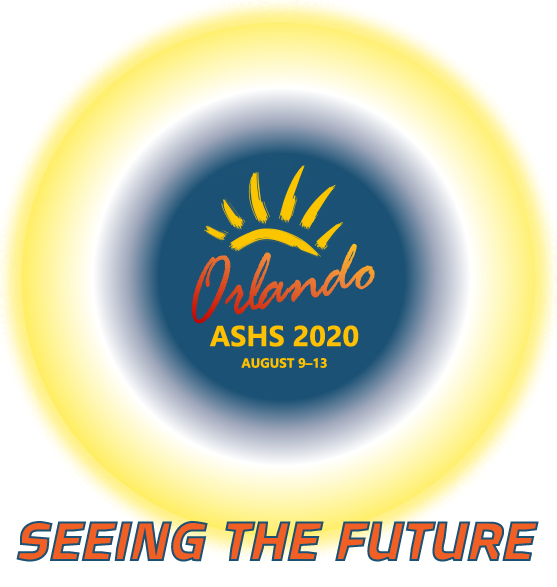 Orlando
ASHS 2020
AUGUST 9–13
SEEING THE FUTURE